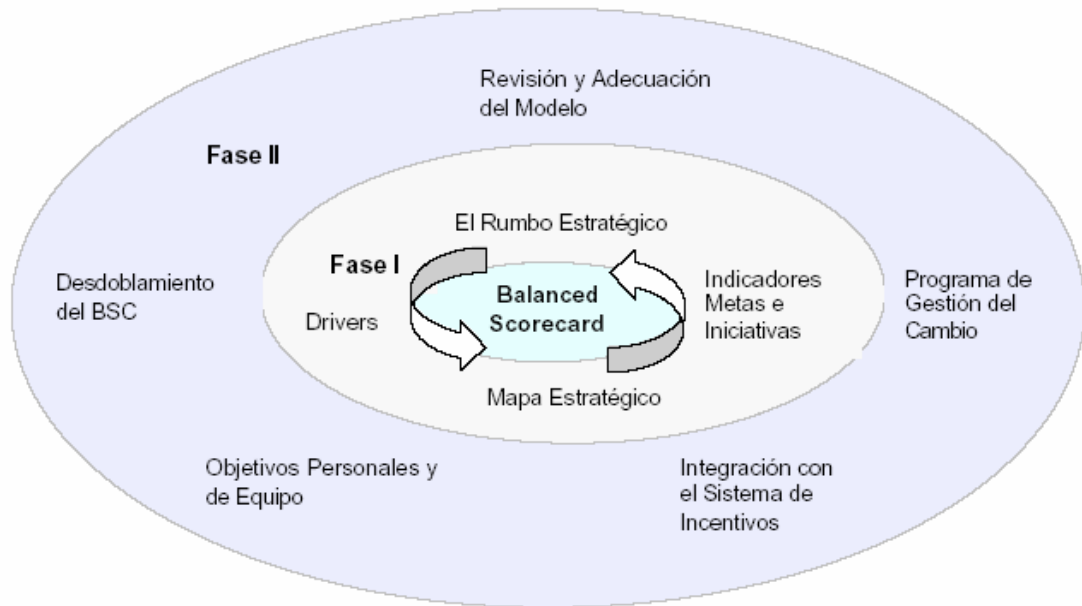 Revisión y Adecuación
del Modelo
Fase II
El Rumbo Estratégico
Fase I
Desdoblamiento
del BSC
Drivers
Balanced
Scorecard
Indicadores
Metas e
Iniciativas
Programa de
Gestión del
Cambio
Mapa Estratégico
Objetivos Personales y
de Equipo
Integración con
el Sistema de
Incentivos